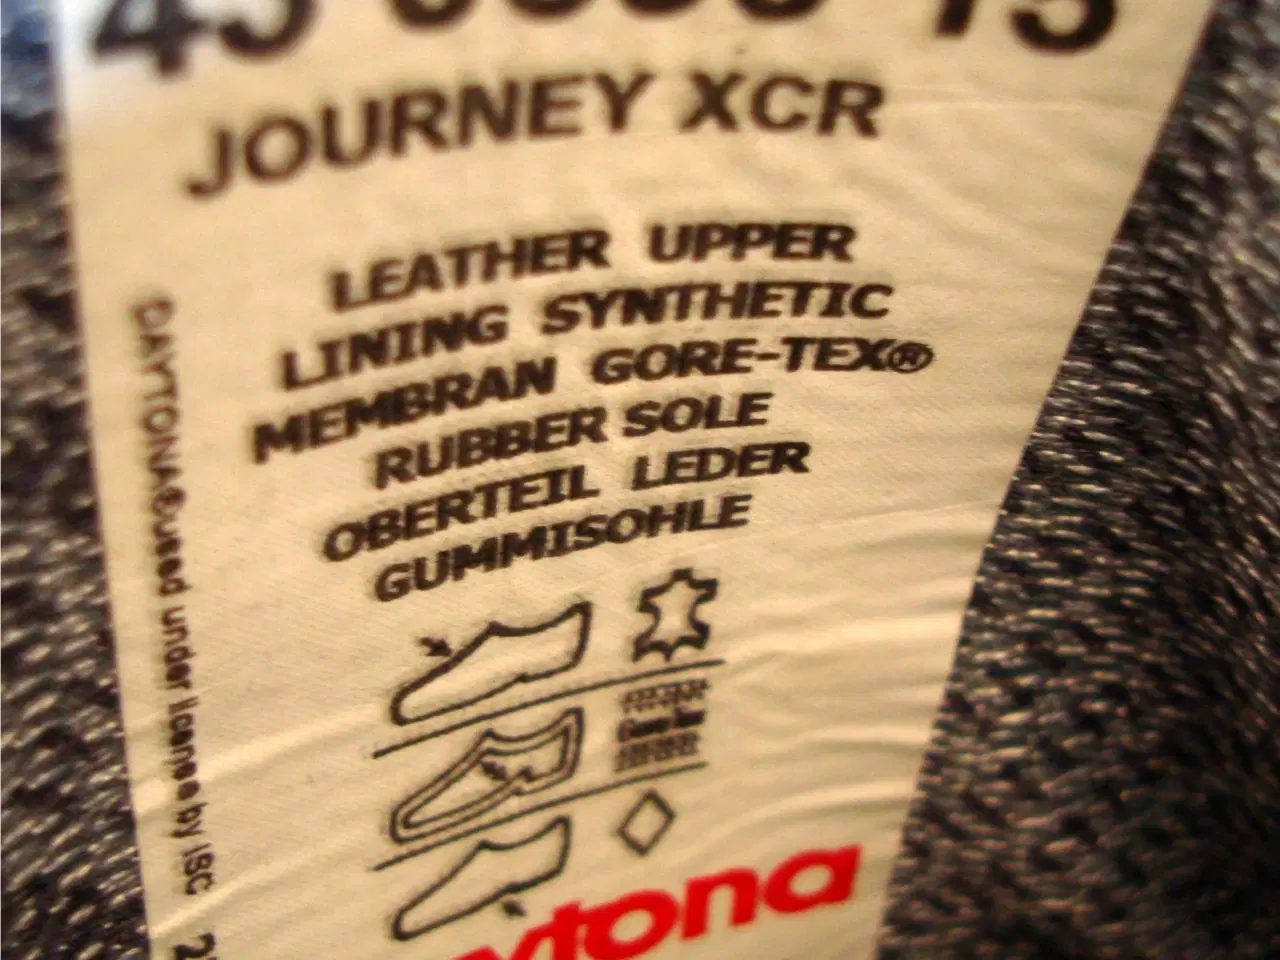 JOURNEY XCR
LEATHER UPPER
LINING SYNTHETIC
MEMBRAN GORE-TEX®
RUBBER SOLE
OBERTEIL LEDER
GUMMISOHLE
DAYTONA®used under license by ISC
ytona